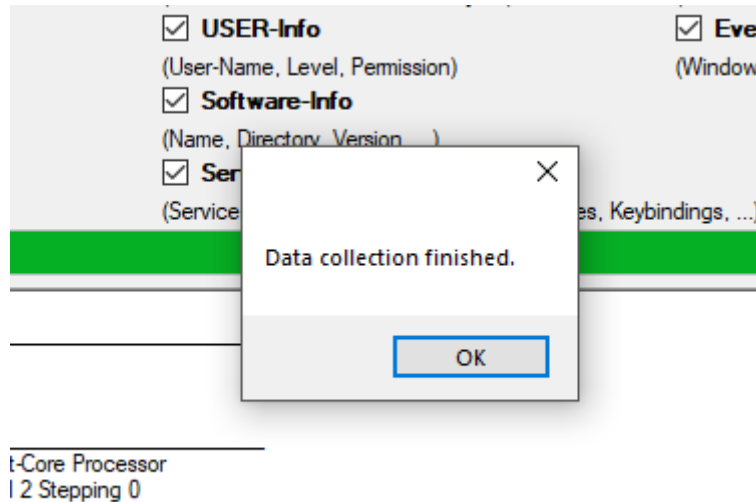 USER-Info
Eve
(User-Name, Level, Permission)
(Window
Software-Info
(Name, Directory, Version
Ser
(Service
es, Keybindings, ...)
Data collection finished.
OK
t-Core Processor
2 Stepping 0